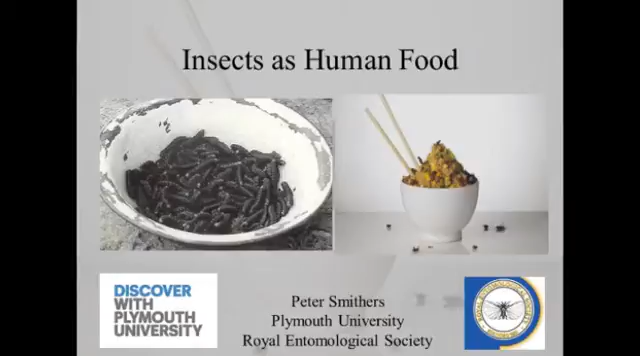 Insects as Human Food
DISCOVER
WITH
PLYMOUTH
UNIVERSITY
Peter Smithers
Plymouth University
Royal Entomological Society